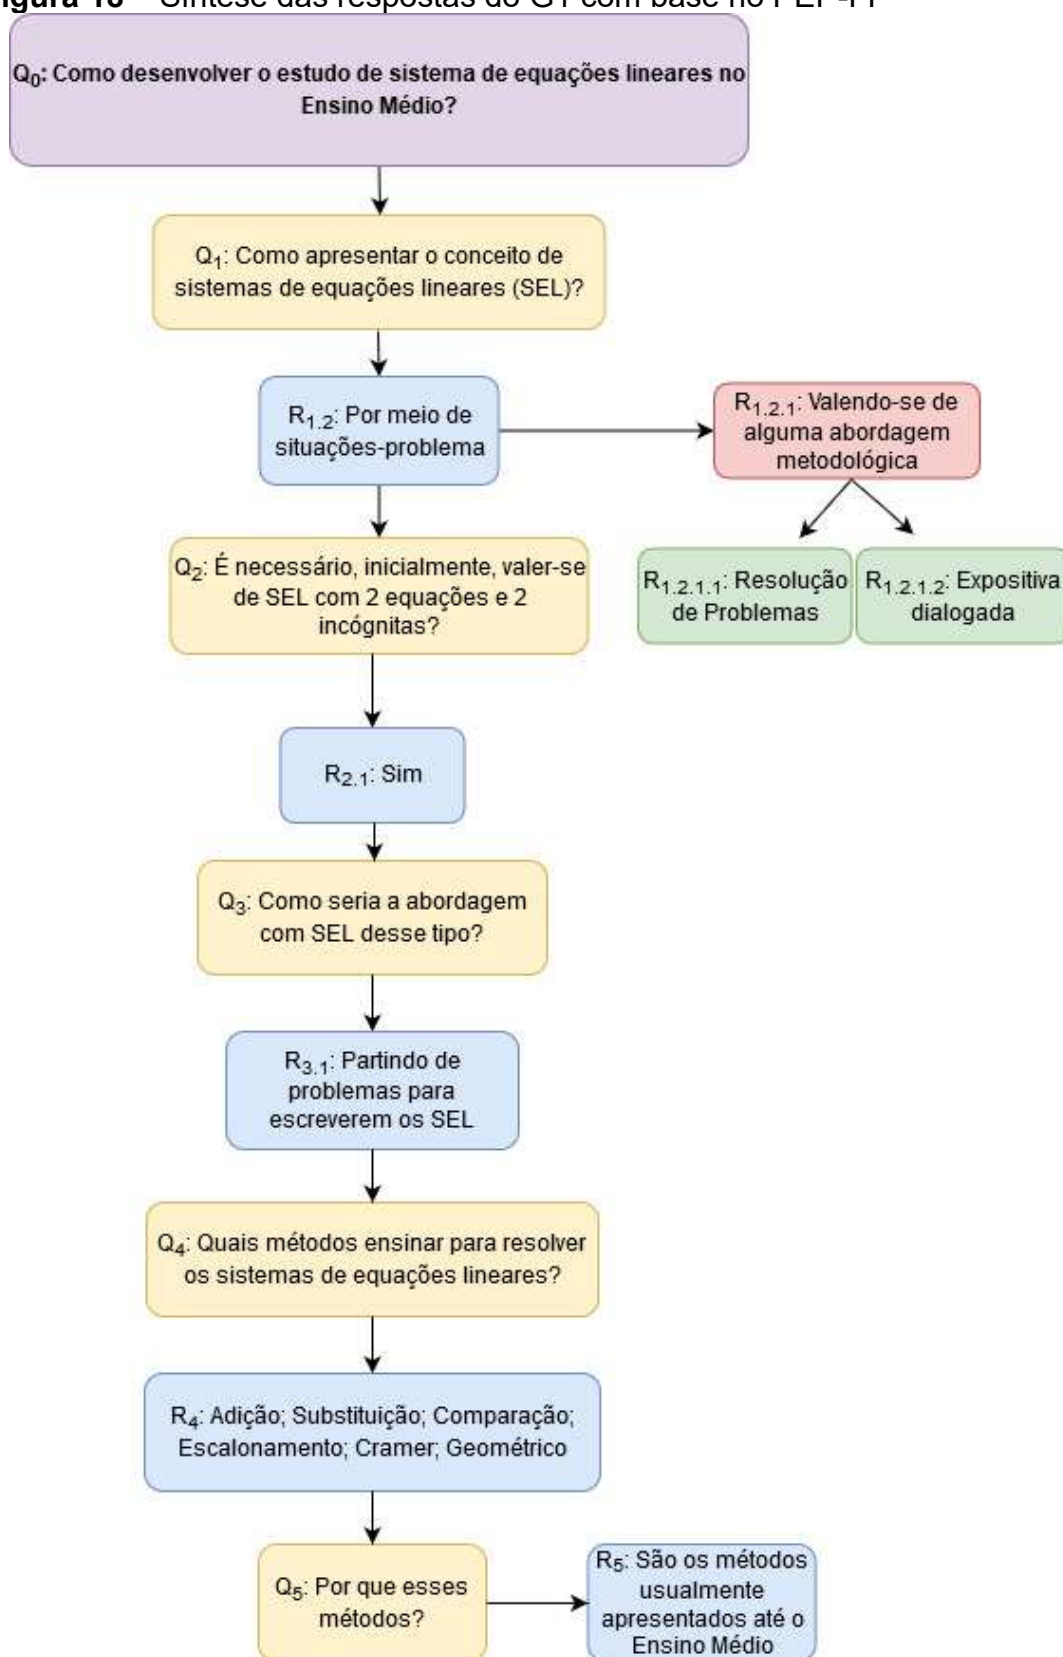 Síntese das respostas do G1 com base no
Q0: Como desenvolver o estudo de sistema de equações lineares no
Ensino Médio?
Q1: Como apresentar o conceito de
sistemas de equações lineares (SEL)?
R1.2: Por meio de
situações-problema
R1.2.1: Valendo-se de
alguma abordagem
metodológica
R1.2.1.1: Resolução
de Problemas
R1.2.1.2: Expositiva
dialogada
Q2: É necessário, inicialmente, valer-se
de SEL com 2 equações e 2
incógnitas?
R2.1: Sim
Q3: Como seria a abordagem
com SEL desse tipo?
R3.1: Partindo de
problemas para
escreverem os SEL
Q4: Quais métodos ensinar para resolver
os sistemas de equações lineares?
R4: Adição; Substituição; Comparação;
Escalonamento; Cramer; Geométrico
Q5: Por que esses
métodos?
R5: São os métodos
usualmente
apresentados até o
Ensino Médio